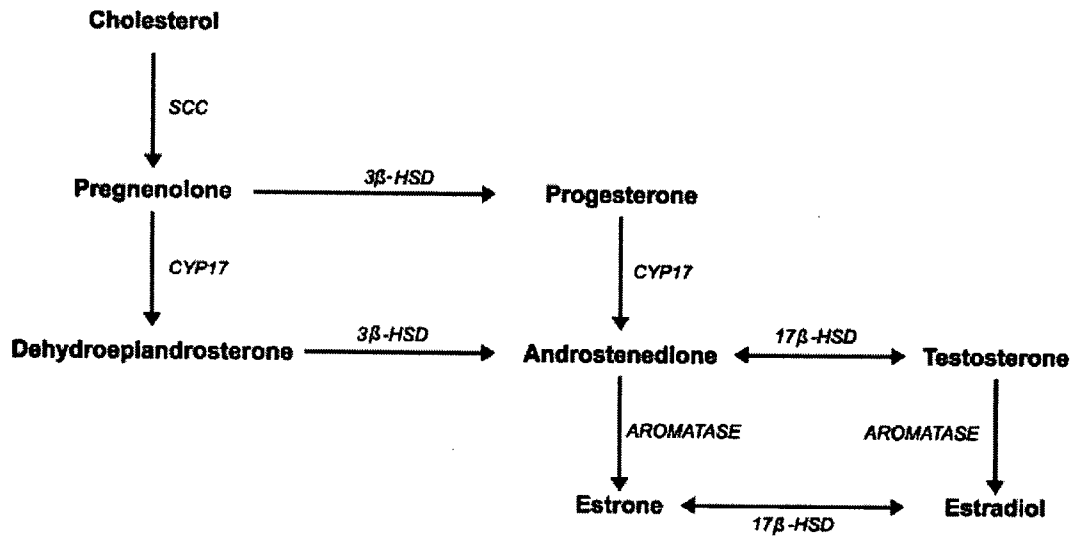 Cholesterol
SCC
Pregnenolone
3β-HSD
Progesterone
CYP17
CYP17
Dehydroepiandrosterone
3β-HSD
Androstenedione
17β-HSD
Testosterone
AROMATASE
AROMATASE
Estrone
17β-HSD
Estradiol